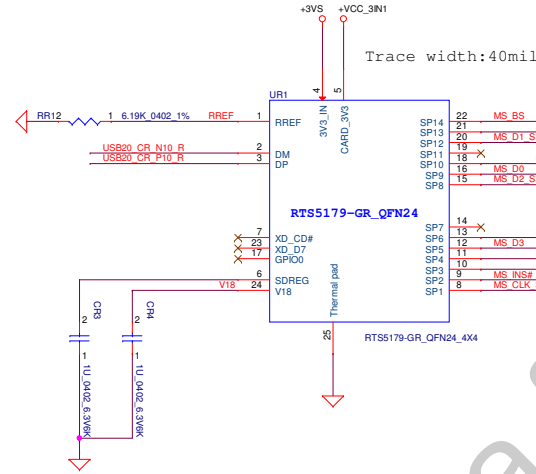 +3VS
+VCC_3IN1
Trace width:40mil
UR1
4
5
RR12
1
6.19K_0402_1%
RREF
1
RREF
3V3_IN
CARD_3V3
SP14
22
MS_BS
SP13
21
SP12
20
MS_D1_S
USB20_CR_N10_R
2
DM
SP11
19
USB20_CR_P10_R
3
DP
SP10
18
SP9
16
MS_D0
SP8
15
MS_D2_S
RTS5179-GR_QFN24
SP7
14
7
XD_CD#
SP6
13
23
XD_D7
SP5
12
MS_D3
17
GPIO0
SP4
11
SP3
10
6
SDREG
SP2
9
MS_INS#
V18
24
V18
SP1
8
MS_CLK
Thermal pad
25
RTS5179-GR_QFN24_4X4
CR3
2
1
1U_0402_6.3V6K
CR4
2
1
1U_0402_6.3V6K